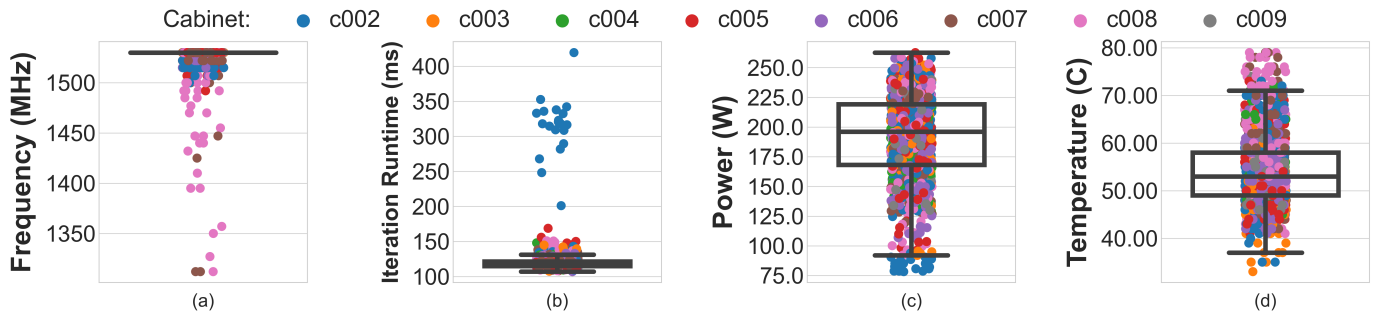 Cabinet: c002 c003 c004 c005 c006 c007 c008 c009
Frequency (MHz)
1500
1450
1400
1350
(a)
Iteration Runtime (ms)
400
350
300
250
200
150
100
(b)
Power (W)
250.0
225.0
200.0
175.0
150.0
125.0
100.0
75.0
(c)
Temperature (C)
80.00
70.00
60.00
50.00
40.00
(d)